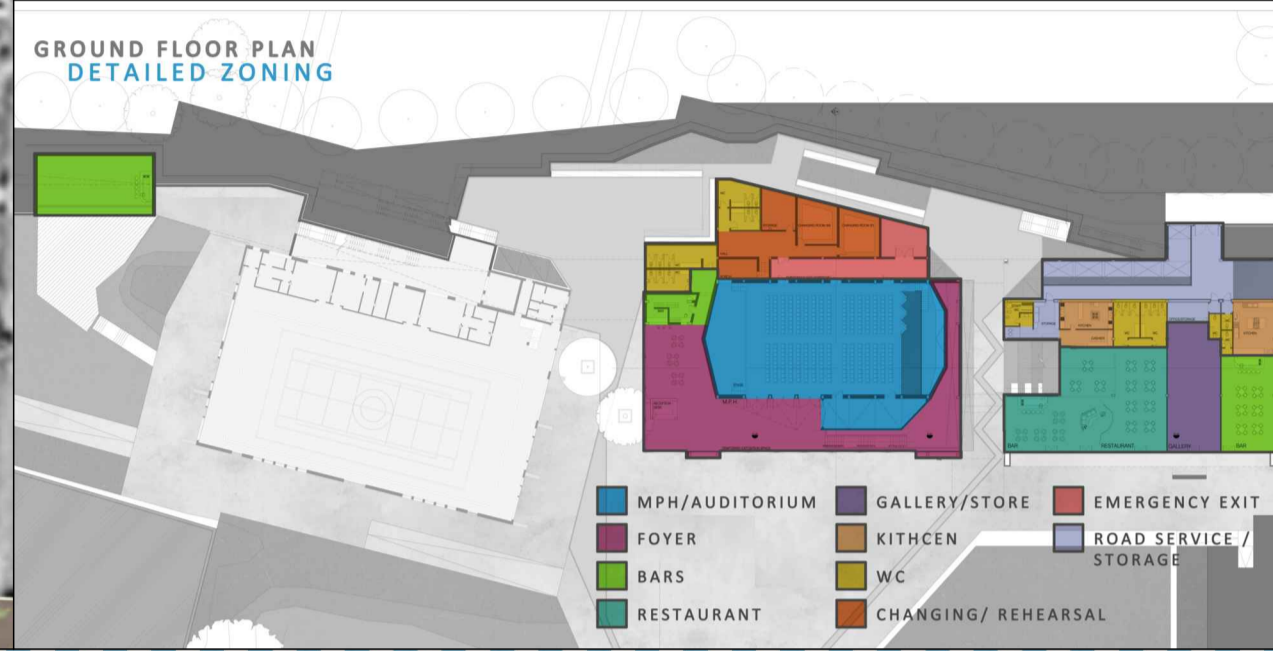 GROUND FLOOR PLAN
DETAILED ZONING
BAR
RESTAURANT
GALLERY
BAR
MPH/AUDITORIUM
FOYER
BARS
RESTAURANT
GALLERY/STORE
KITHCEN
WC
CHANGING/ REHEARSAL
EMERGENCY EXIT
ROAD SERVICE /
STORAGE